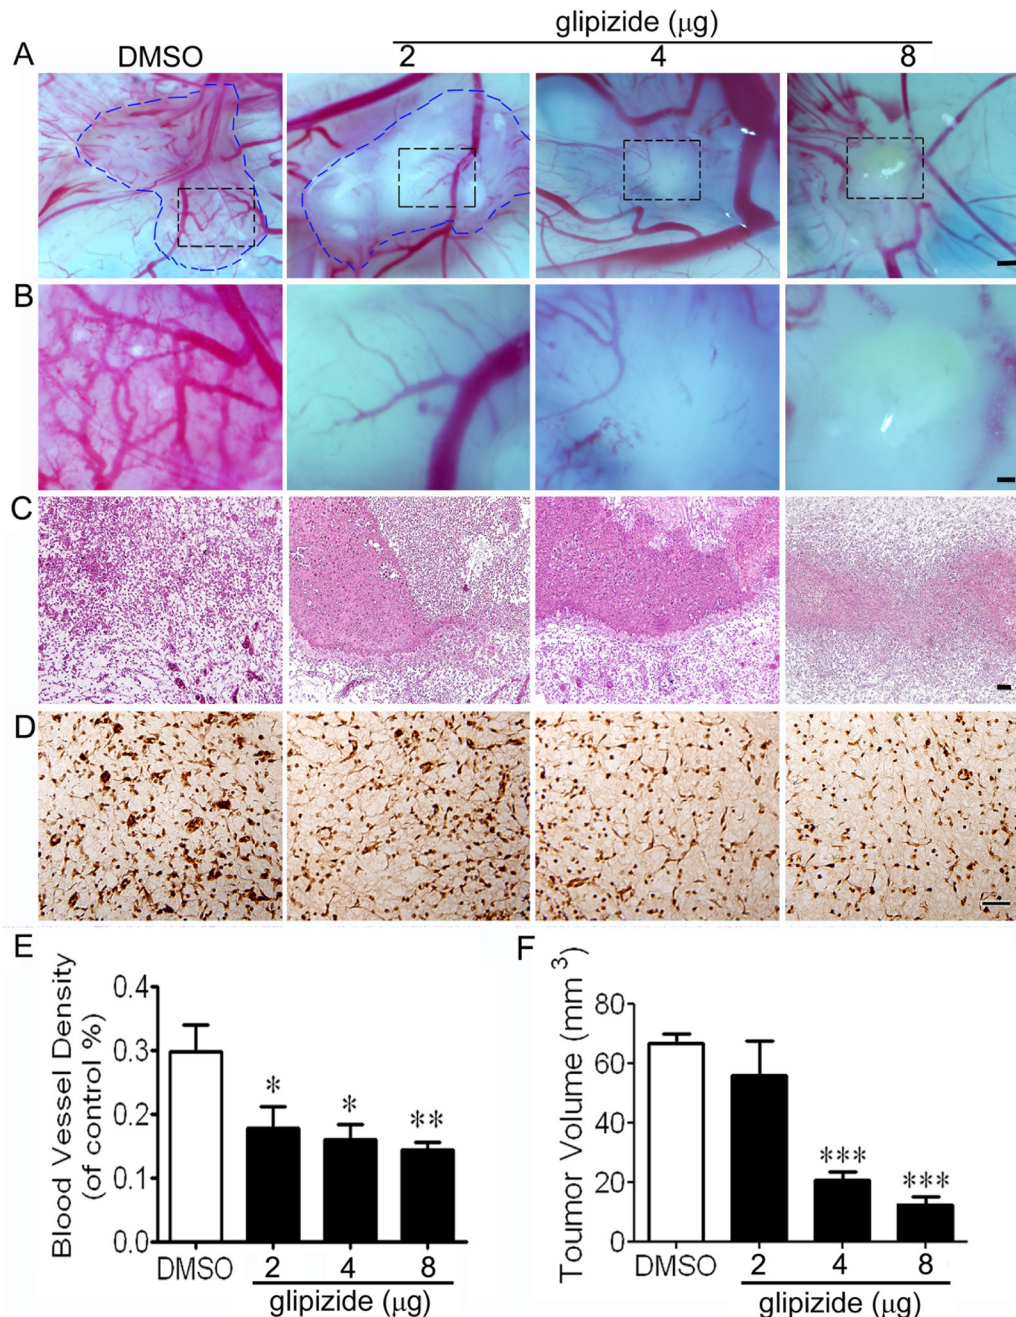 glipizide (μg)
A DMSO 2 4 8
B
C
D
E
Blood Vessel Density
(of control %)
0.4
0.3
0.2
0.1
0.0
*
*
**
DMSO 2 4 8
glipizide (μg)
F
Toumor Volume (mm 3)
80
60
40
20
0
***
***
DMSO 2 4 8
glipizide (μg)